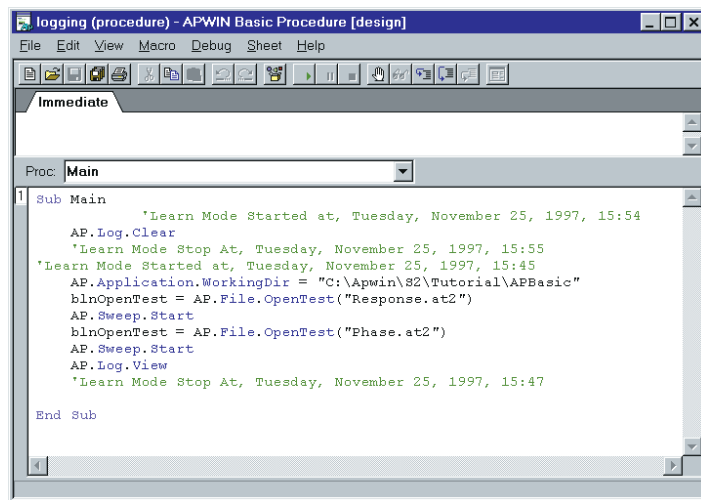 logging (procedure) - APWIN Basic Procedure [design]
File Edit View Macro Debug Sheet Help
Immediate
Proc: Main
1
Sub Main
'Learn Mode Started at, Tuesday, November 25, 1997, 15:54
AP.Log.Clear
'Learn Mode Stop At, Tuesday, November 25, 1997, 15:55
'Learn Mode Started at, Tuesday, November 25, 1997, 15:45
AP.Application.WorkingDir = "C:\Apwin\S2\Tutorial\APBasic"
blnOpenTest = AP.File.OpenTest("Response.at2")
AP.Sweep.Start
blnOpenTest = AP.File.OpenTest("Phase.at2")
AP.Sweep.Start
AP.Log.View
'Learn Mode Stop At, Tuesday, November 25, 1997, 15:47
End Sub